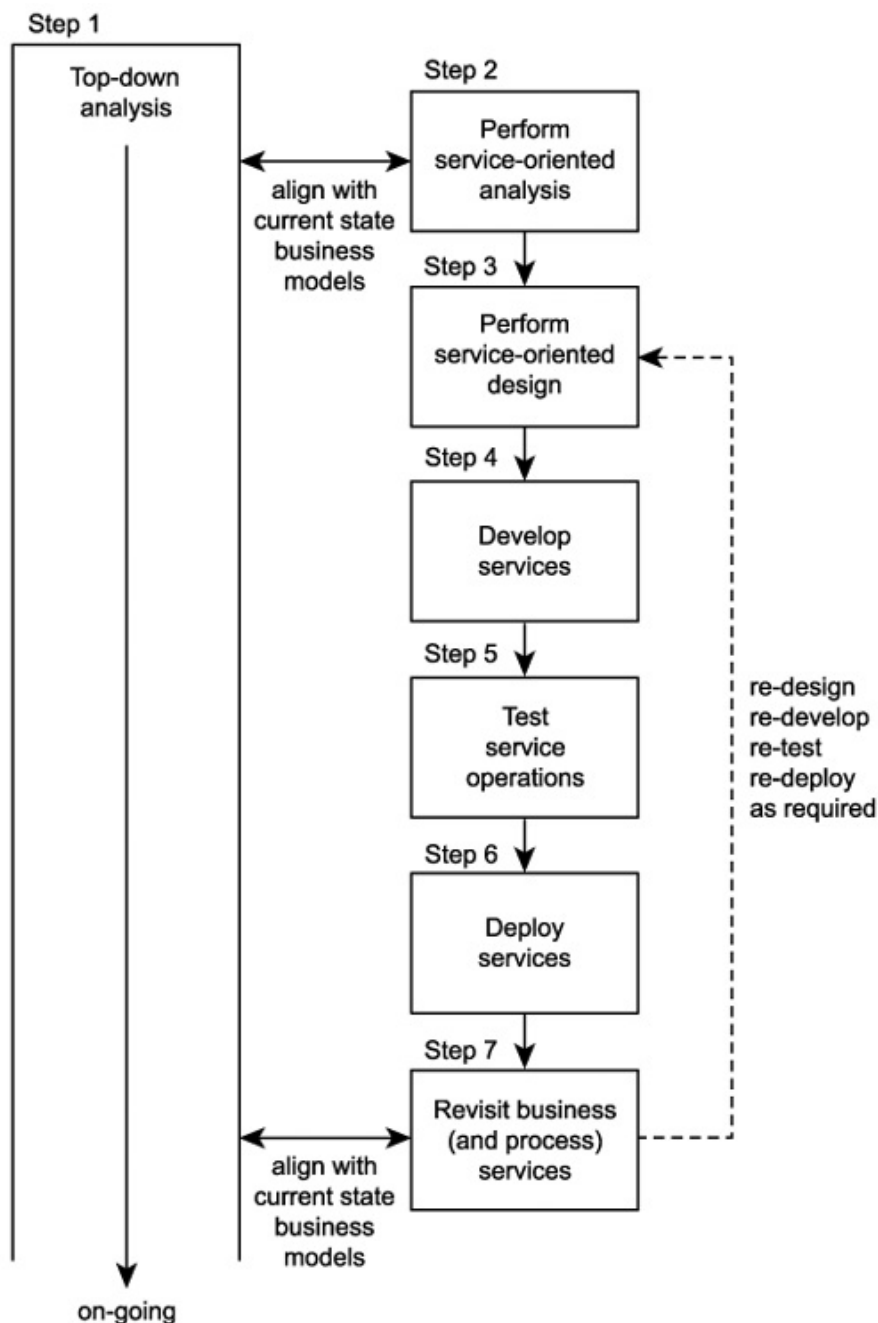 Step 1
Top-down
analysis
on-going
Step 2
Perform
service-oriented
analysis
align with
current state
business
models
Step 3
Perform
service-oriented
design
Step 4
Develop
services
Step 5
Test
service
operations
re-design
re-develop
re-test
re-deploy
as required
Step 6
Deploy
services
Step 7
Revisit business
(and process)
services
align with
current state
business
models